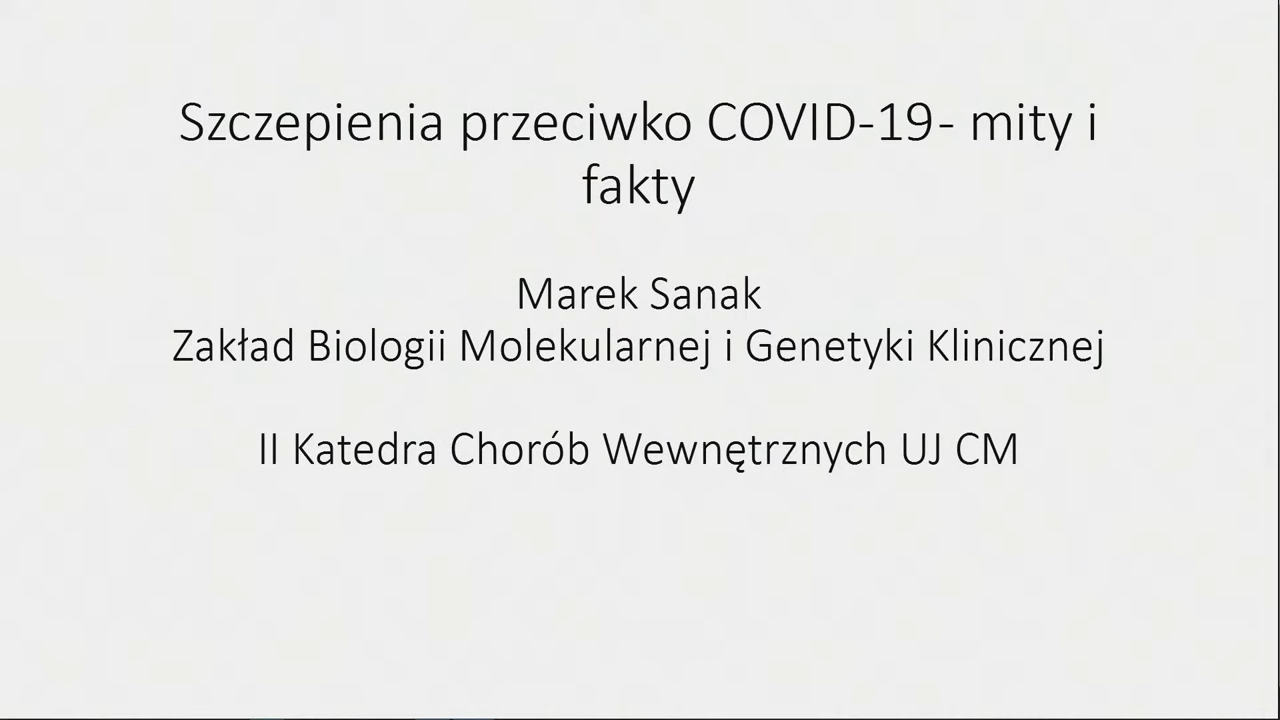 Szczepienia przeciwko COVID-19- mity i
fakty
Marek Sanak
Zakład Biologii Molekularnej i Genetyki Klinicznej
II Katedra Chorób Wewnętrznych UJ CM